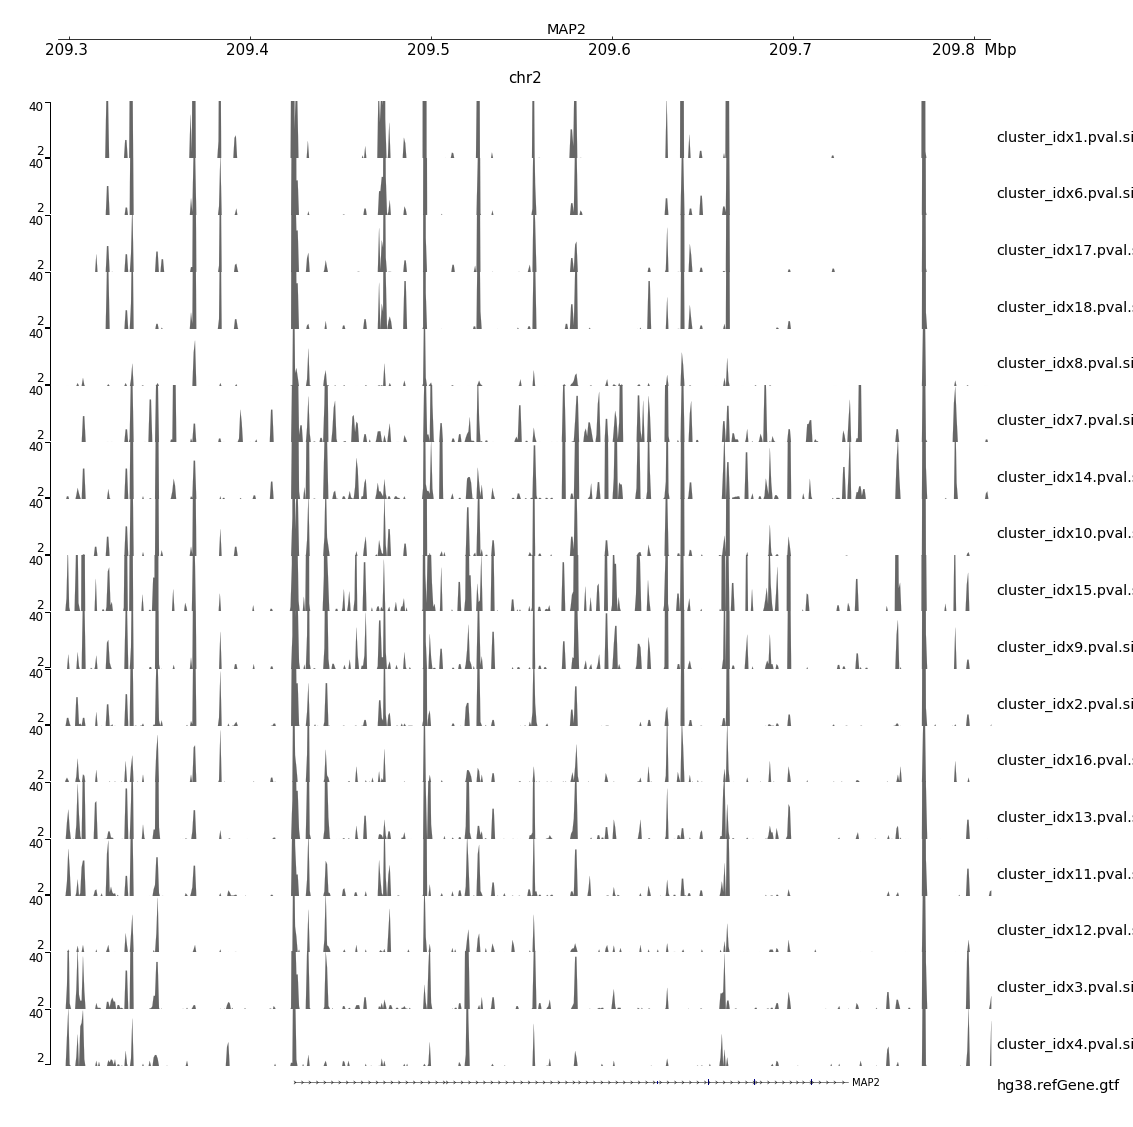 MAP2
209.3 209.4 209.5 209.6 209.7 209.8 Mbp
chr2
40
2
cluster_idx1.pval.si
40
2
cluster_idx6.pval.si
40
2
cluster_idx17.pval.si
40
2
cluster_idx18.pval.si
40
2
cluster_idx8.pval.si
40
2
cluster_idx7.pval.si
40
2
cluster_idx14.pval.s
40
2
cluster_idx10.pval.s
40
2
cluster_idx15.pval.s
40
2
cluster_idx9.pval.si
40
2
cluster_idx2.pval.si
40
2
cluster_idx16.pval.s
40
2
cluster_idx13.pval.s
40
2
cluster_idx11.pval.s
40
2
cluster_idx12.pval.s
40
2
cluster_idx3.pval.si
40
2
cluster_idx4.pval.si
MAP2
hg38.refGene.gtf